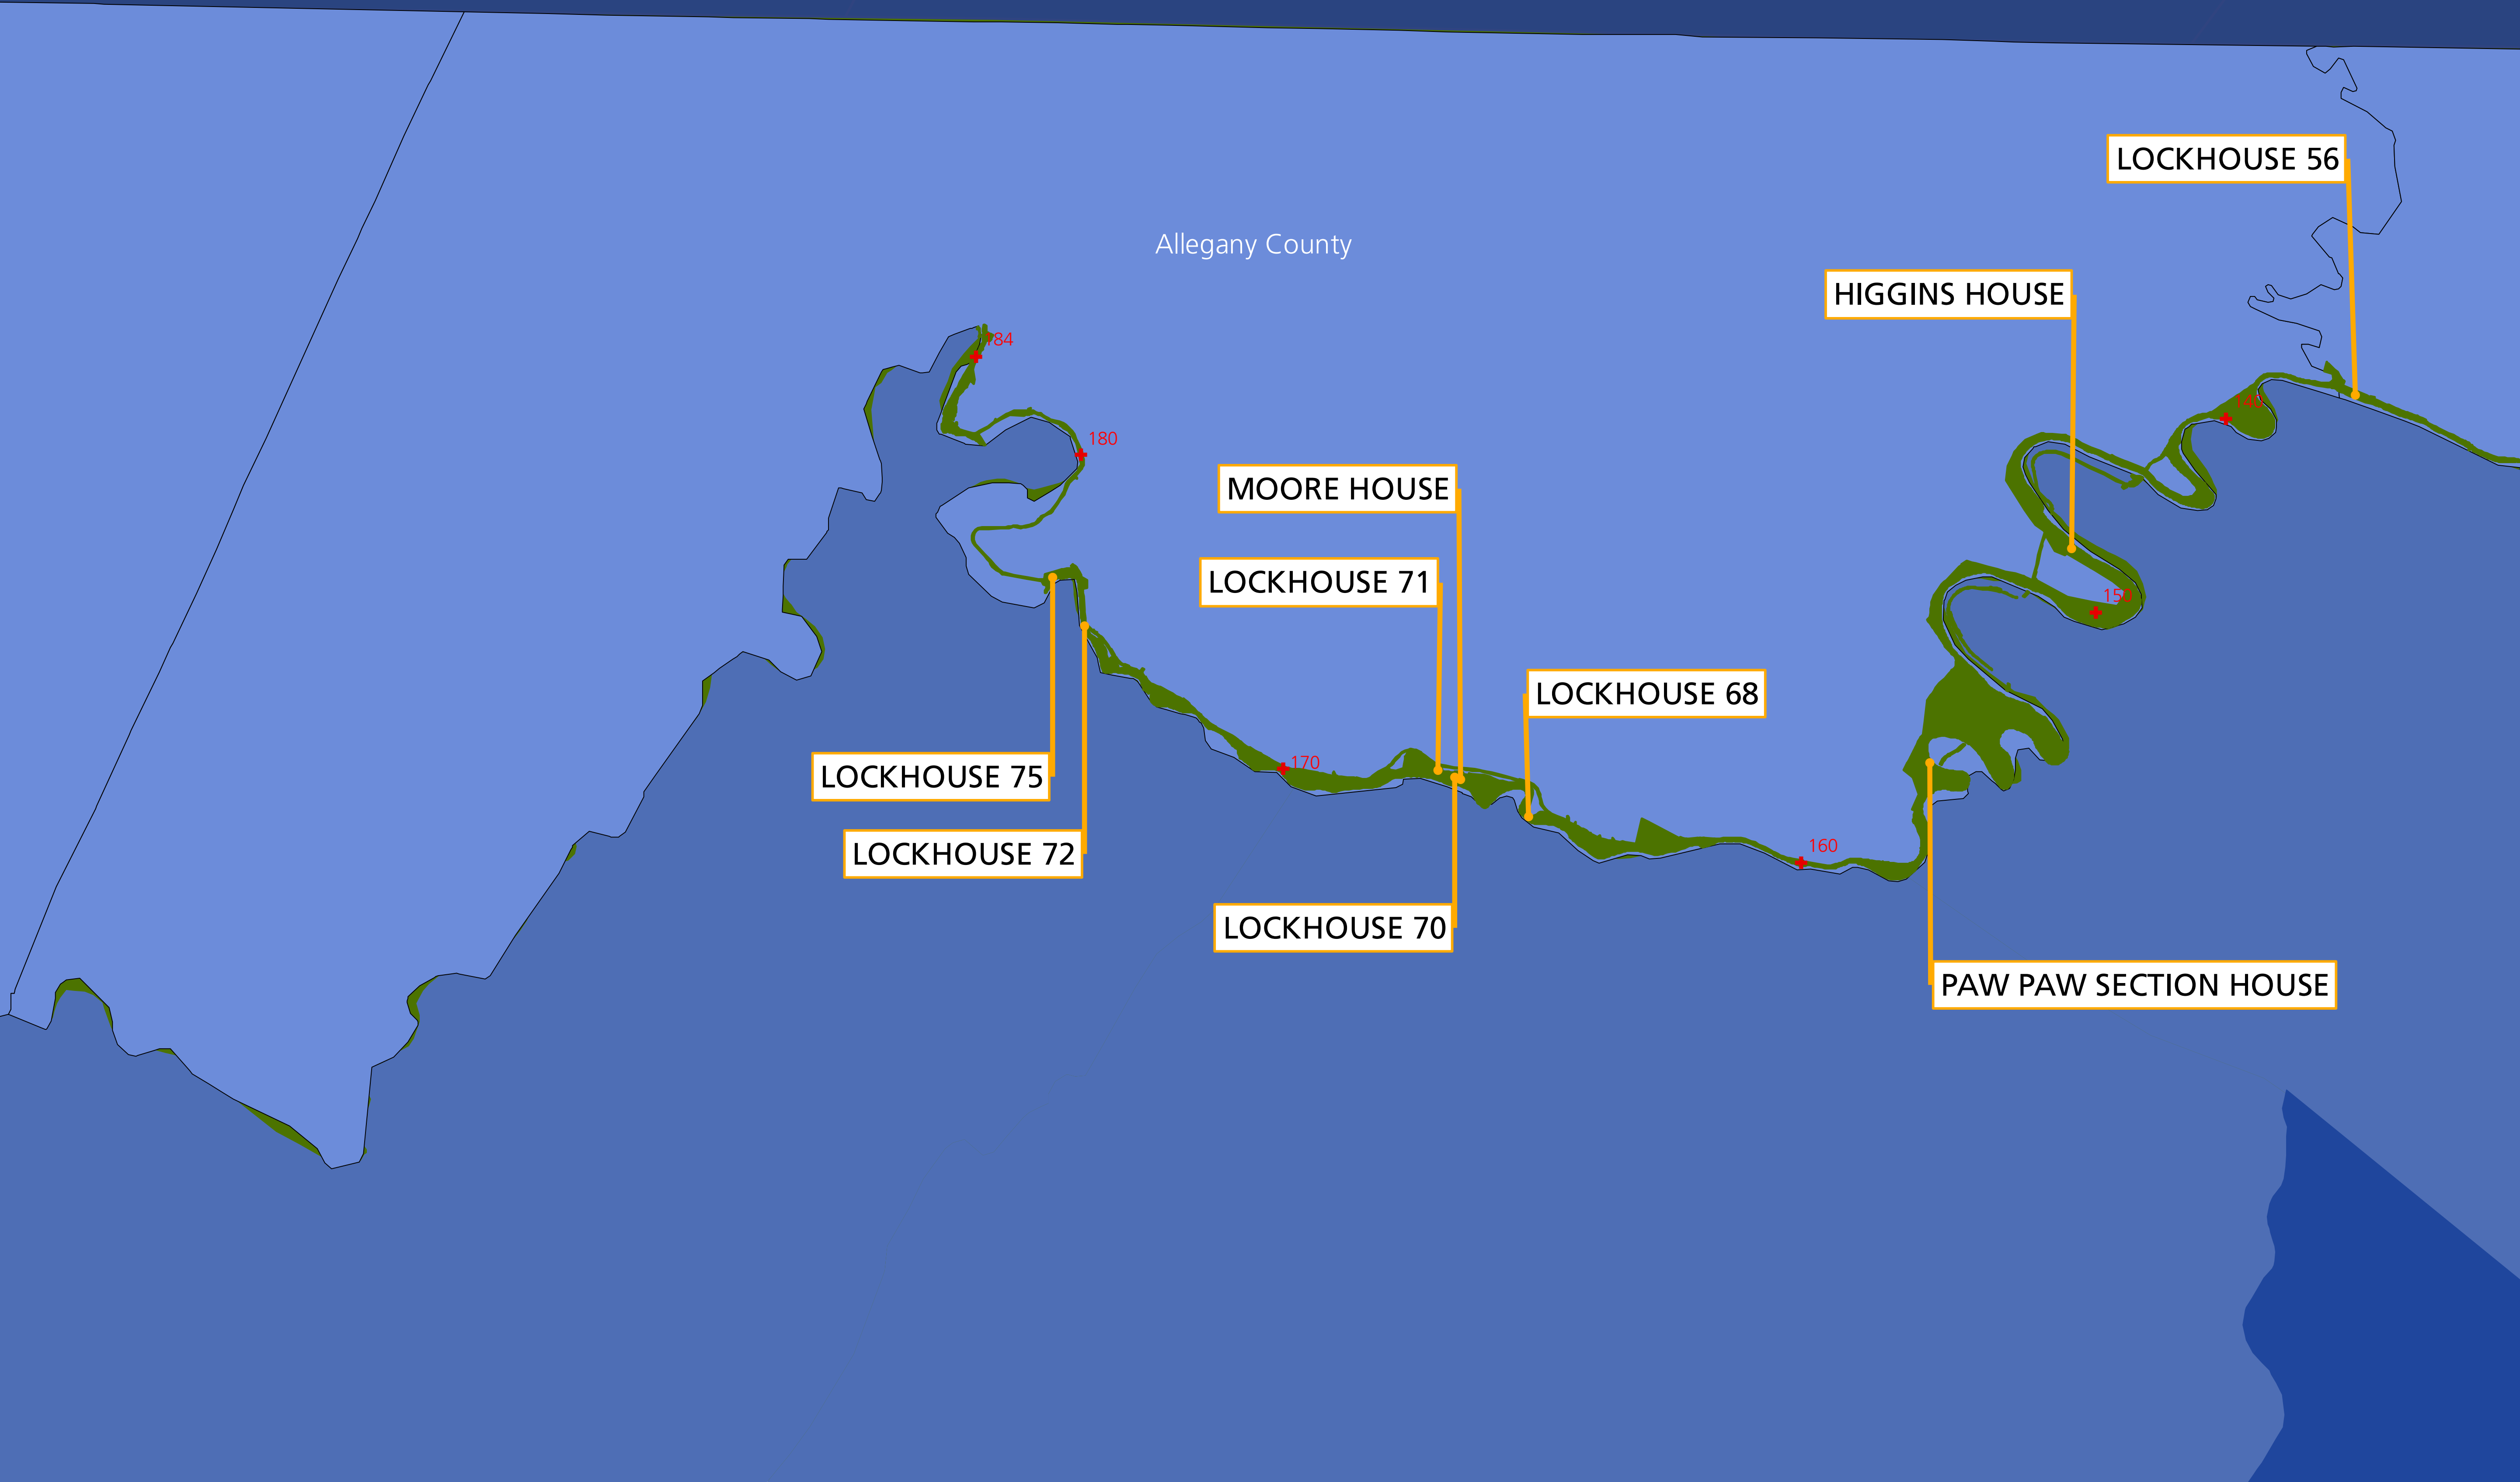 LOCKHOUSE 56
Allegany County
HIGGINS HOUSE
184
140
180
MOORE HOUSE
LOCKHOUSE 71
150
LOCKHOUSE 68
170
LOCKHOUSE 75
160
LOCKHOUSE 72
LOCKHOUSE 70
PAW PAW SECTION HOUSE